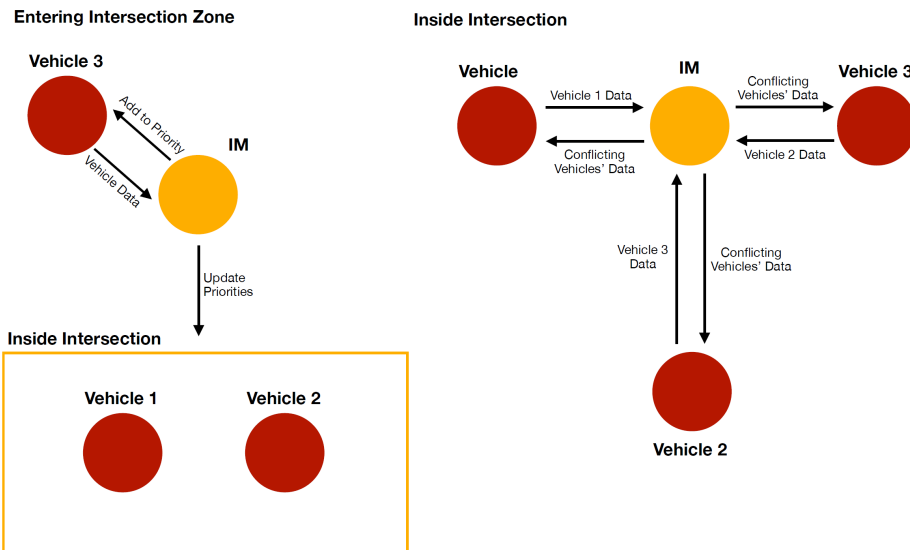 Entering Intersection Zone
Vehicle 3
Add to Priority
IM
Vehicle Data
Update
Priorities
Inside Intersection
Vehicle 1
Vehicle 2
Inside Intersection
Vehicle
IM
Vehicle 3
Vehicle 1 Data
Conflicting
Vehicles' Data
Conflicting
Vehicles' Data
Vehicle 2 Data
Vehicle 3
Data
Conflicting
Vehicles' Data
Vehicle 2